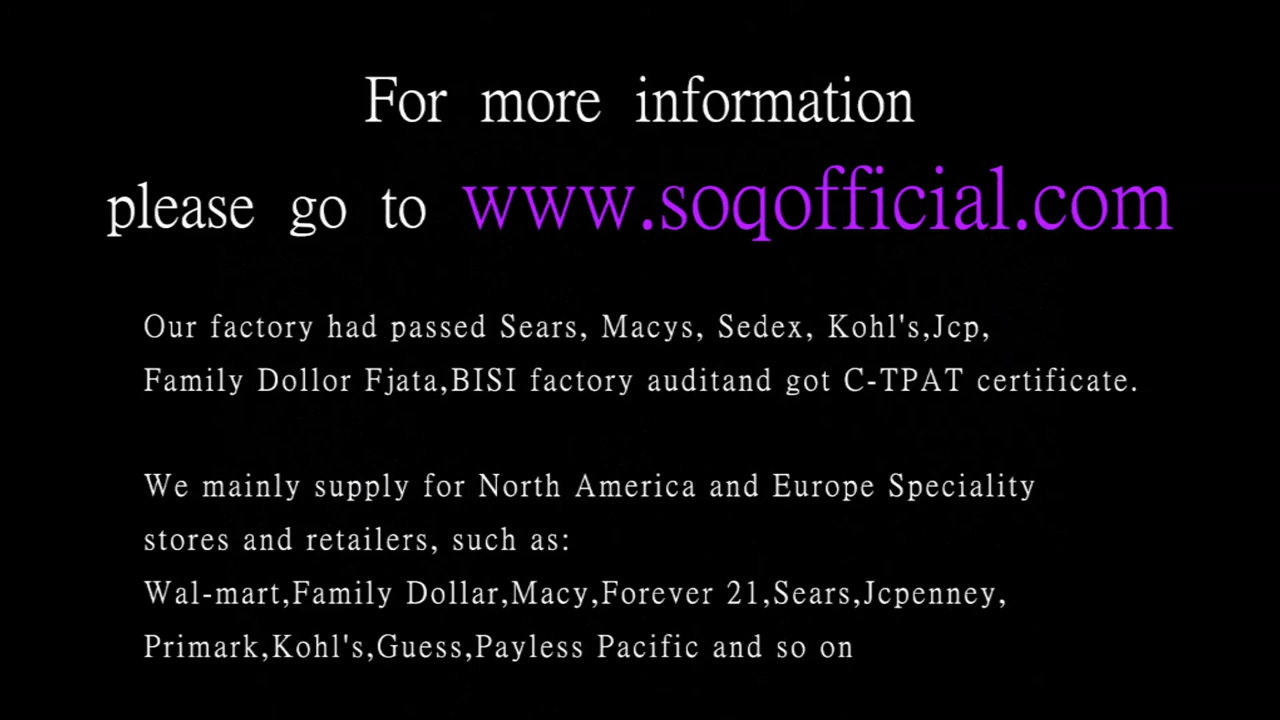 For more information
please go to www.soqofficial.com
Our factory had passed Sears, Macys, Sedex, Kohl's,Jcp,
Family Dollor Fjata,BISI factory auditand got C-TPAT certificate.
We mainly supply for North America and Europe Speciality
stores and retailers, such as:
Wal-mart,Family Dollar,Macy,Forever 21,Sears,Jcpenney,
Primark,Kohl's,Guess,Payless Pacific and so on